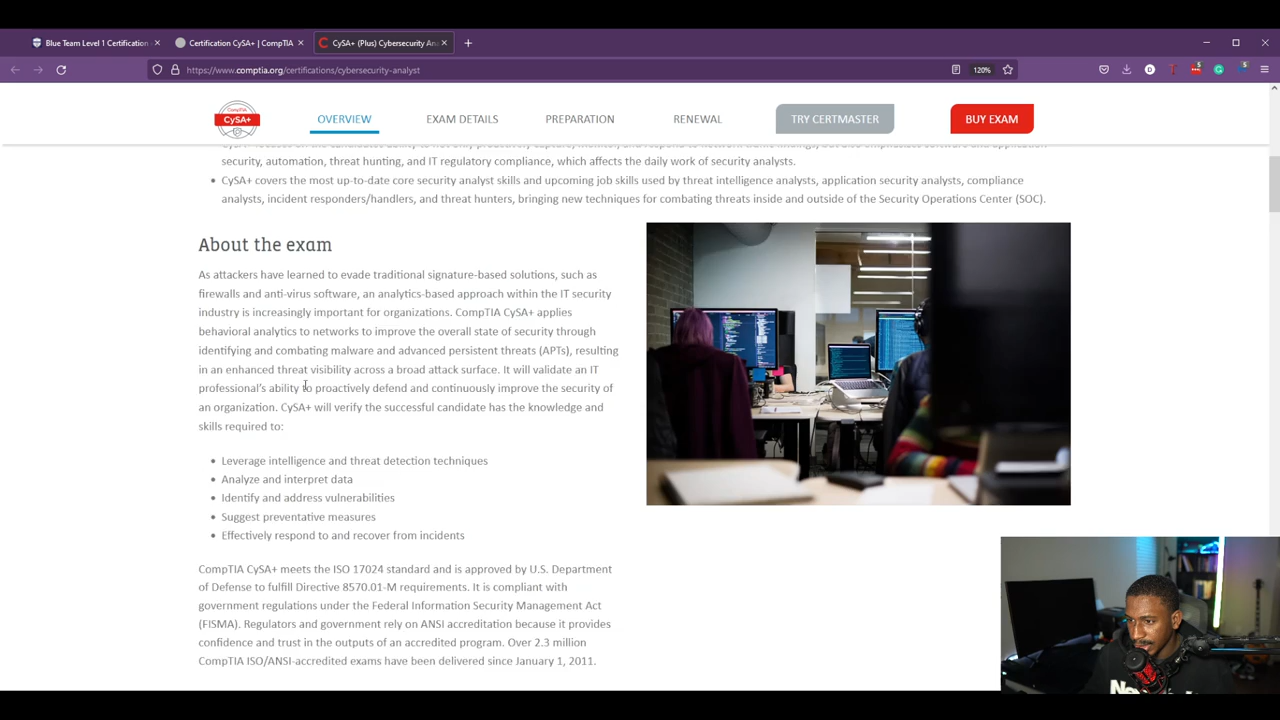 Blue Team Level 1 Certification
Certification CySA+ | CompTIA
CySA+ (Plus) Cybersecurity An
https://www.comptia.org/certifications/cybersecurity-analyst
120%
CompTIA
CySA+
OVERVIEW
EXAM DETAILS
PREPARATION
RENEWAL
TRY CERTMASTER
BUY EXAM
security, automation, threat hunting, and IT regulatory compliance, which affects the daily work of security analysts.
• CySA+ covers the most up-to-date core security analyst skills and upcoming job skills used by threat intelligence analysts, application security analysts, compliance
analysts, incident responders/handlers, and threat hunters, bringing new techniques for combating threats inside and outside of the Security Operations Center (SOC).
About the exam
As attackers have learned to evade traditional signature-based solutions, such as
firewalls and anti-virus software, an analytics-based approach within the IT security
industry is increasingly important for organizations. CompTIA CySA+ applies
behavioral analytics to networks to improve the overall state of security through
identifying and combating malware and advanced persistent threats (APTs), resulting
in an enhanced threat visibility across a broad attack surface. It will validate an IT
professional's ability to proactively defend and continuously improve the security of
an organization. CySA+ will verify the successful candidate has the knowledge and
skills required to:
• Leverage intelligence and threat detection techniques
• Analyze and interpret data
• Identify and address vulnerabilities
• Suggest preventative measures
• Effectively respond to and recover from incidents
CompTIA CySA+ meets the ISO 17024 standard and is approved by U.S. Department
of Defense to fulfill Directive 8570.01-M requirements. It is compliant with
government regulations under the Federal Information Security Management Act
(FISMA). Regulators and government rely on ANSI accreditation because it provides
confidence and trust in the outputs of an accredited program. Over 2.3 million
CompTIA ISO/ANSI-accredited exams have been delivered since January 1, 2011.